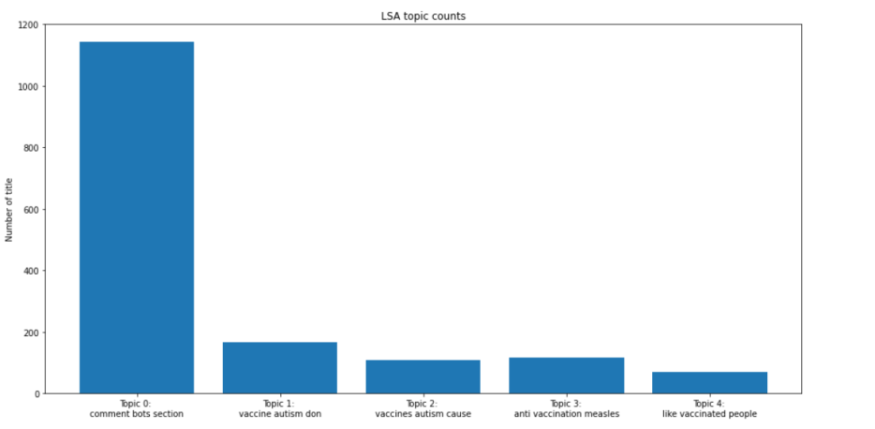 LSA topic counts
Number of title
1200
1000
800
600
400
200
0
Topic 0:
comment bots section
Topic 1:
vaccine autism don
Topic 2:
vaccines autism cause
Topic 3:
anti vaccination measles
Topic 4:
like vaccinated people